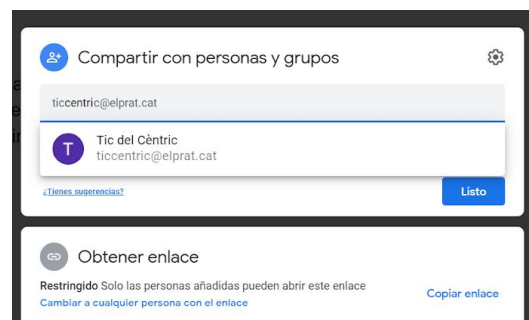 Compartir con personas y grupos
ticcentric@elprat.cat
T
Tic del Cèntric
ticcentric@elprat.cat
¿Tienes sugerencias?
Listo
Obtener enlace
Restringido Solo las personas añadidas pueden abrir este enlace
Cambiar a cualquier persona con el enlace
Copiar enlace